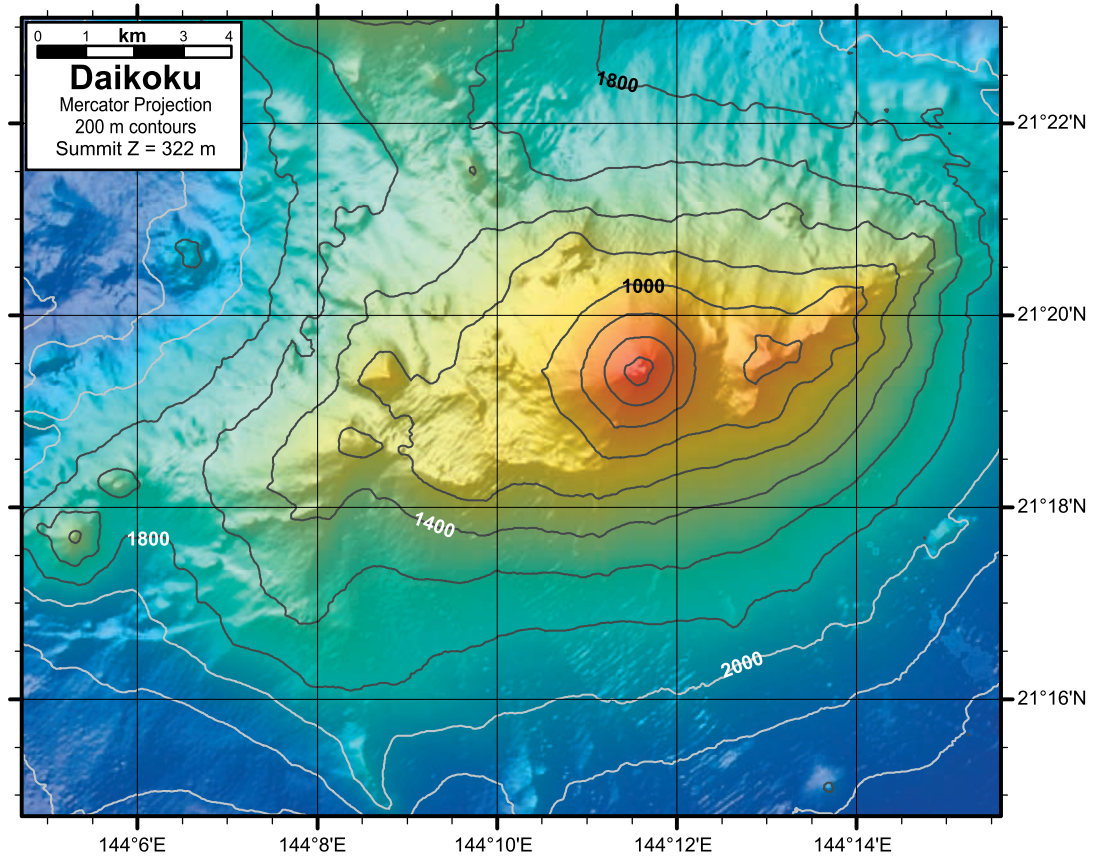 0 1 km 3 4
Daikoku
Mercator Projection
200 m contours
Summit Z = 322 m
1800
21°22'N
1000
21°20'N
21°18'N
1400
1800
2000
21°16'N
144°6'E 144°8'E 144°10'E 144°12'E 144°14'E